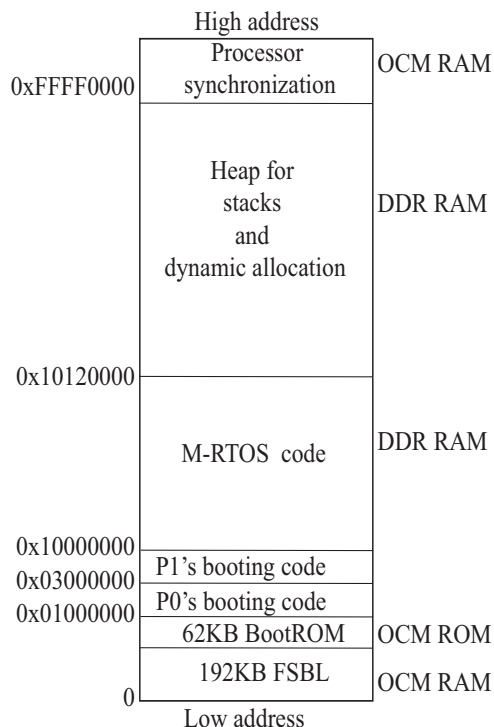 High address
Processor
synchronization
OCM RAM
0xFFFF0000
Heap for
stacks
and
dynamic allocation
DDR RAM
0x10120000
M-RTOS code
DDR RAM
0x10000000
P1's booting code
0x03000000
P0's booting code
0x01000000
62KB BootROM
OCM ROM
192KB FSBL
OCM RAM
0
Low address